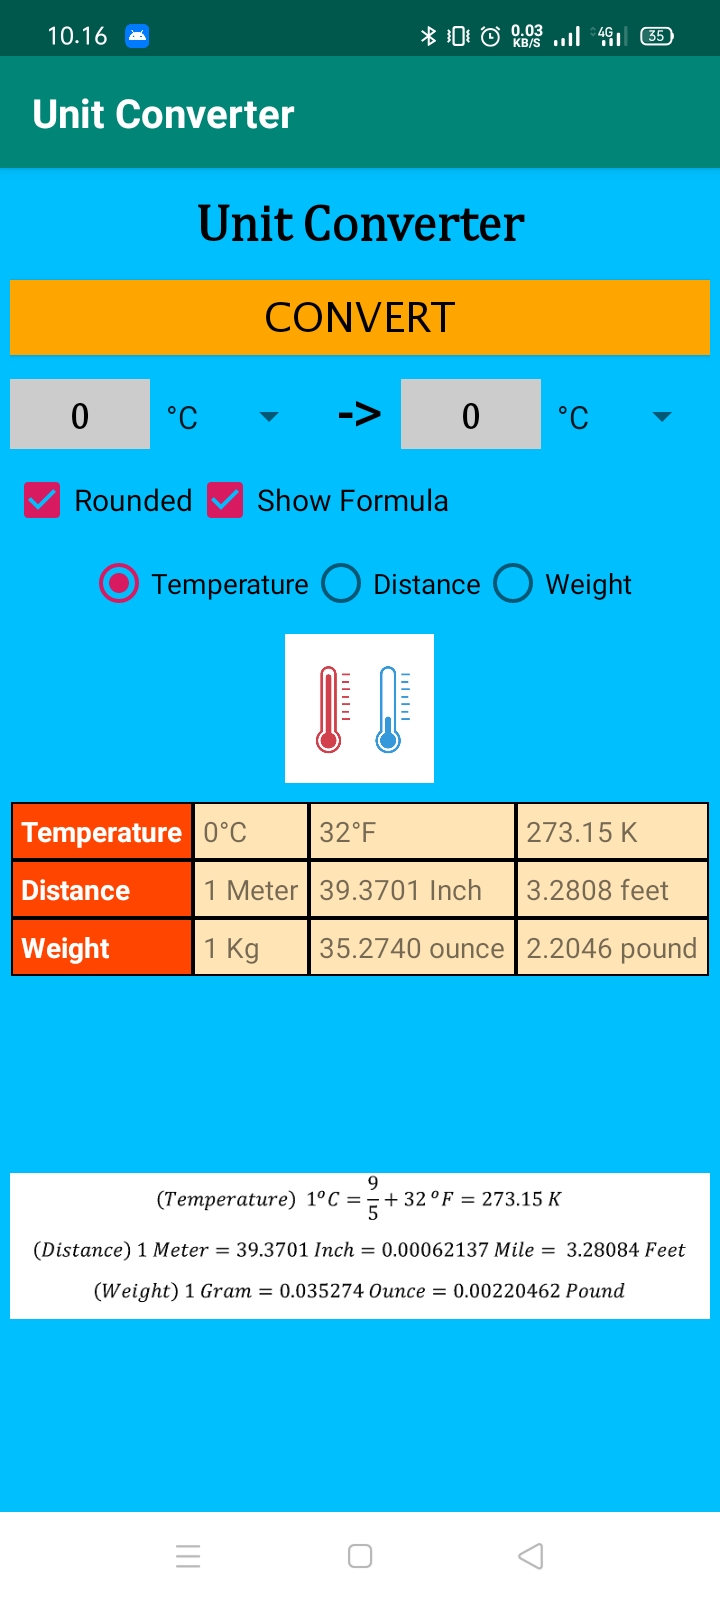 10.16 0.03 KB/S 4G 35
Unit Converter
Unit Converter
CONVERT
0 °C -> 0 °C
Rounded Show Formula
Temperature Distance Weight
Temperature 0°C 32°F 273.15 K
Distance 1 Meter 39.3701 Inch 3.2808 feet
Weight 1 Kg 35.2740 ounce 2.2046 pound
(Temperature) 1°C = 9/5 + 32 °F = 273.15 K
(Distance) 1 Meter = 39.3701 Inch = 0.00062137 Mile = 3.28084 Feet
(Weight) 1 Gram = 0.035274 Ounce = 0.00220462 Pound